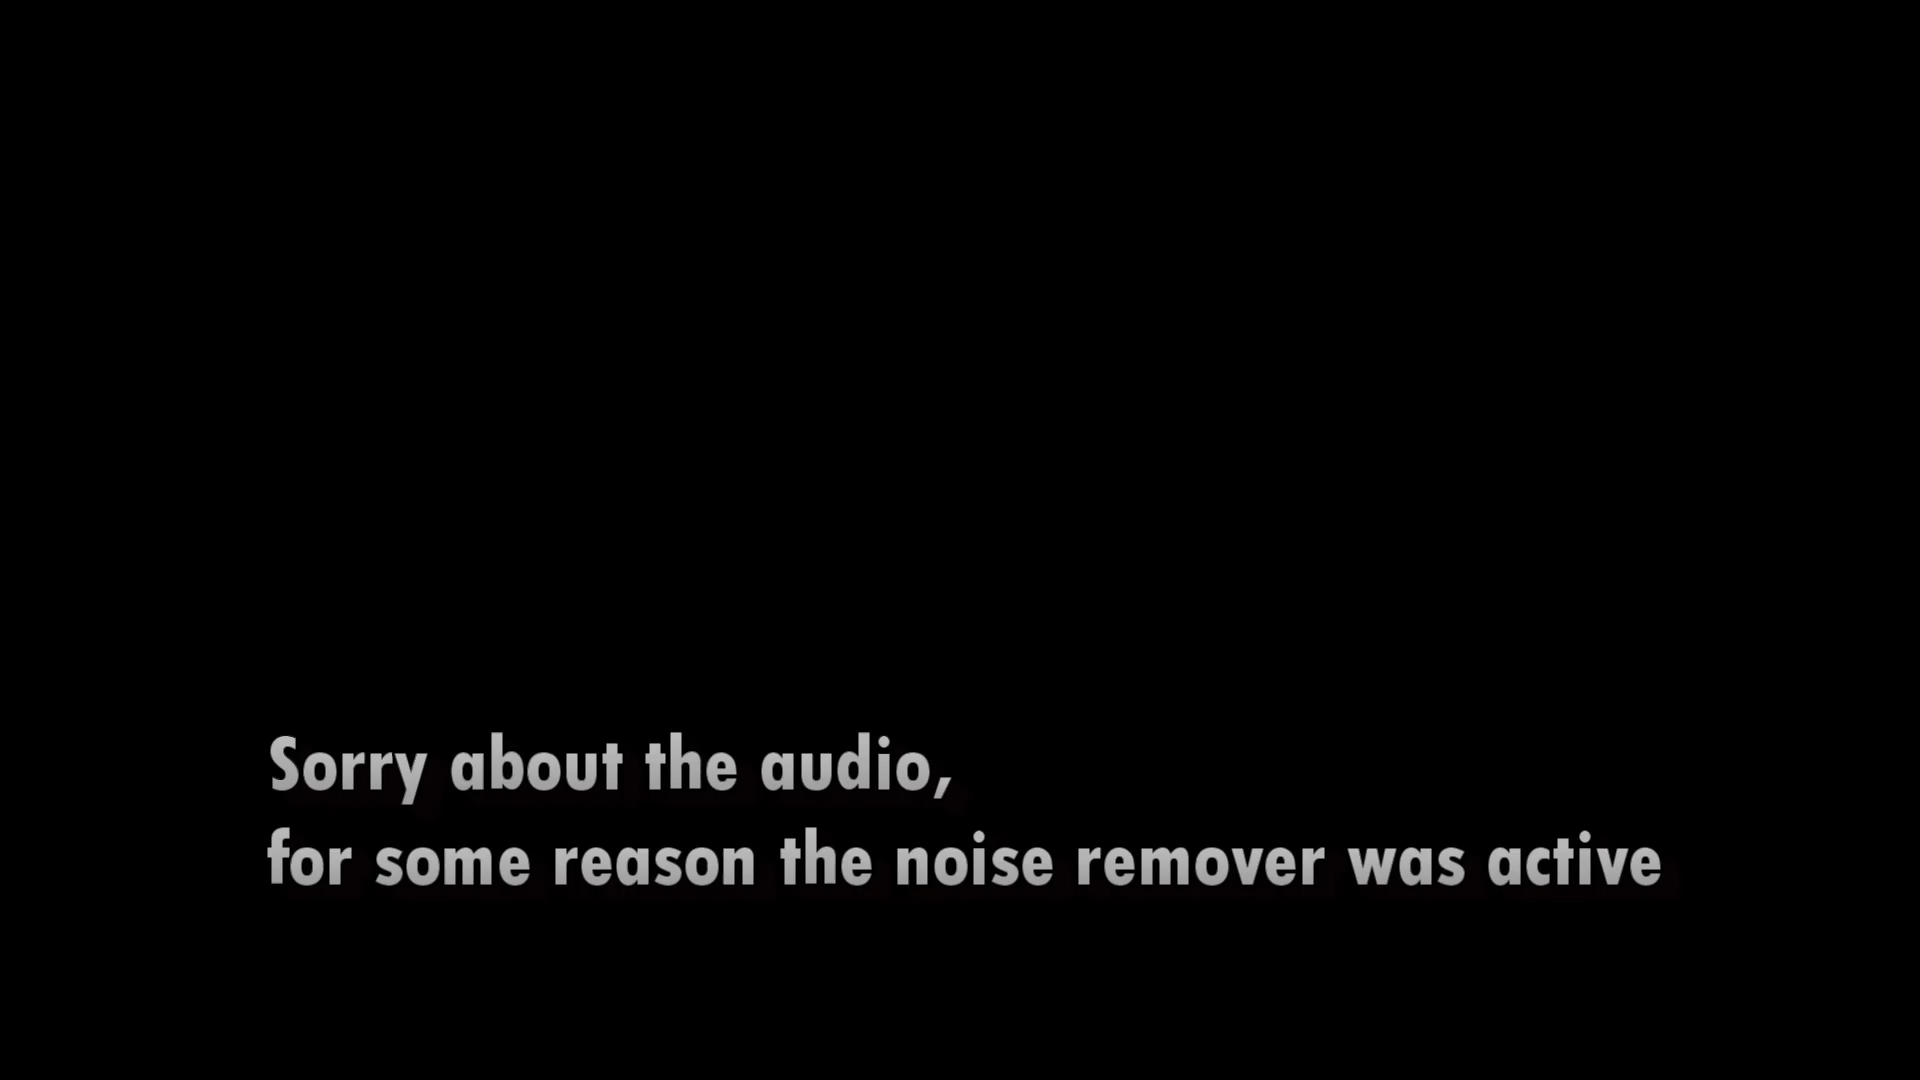 Sorry about the audio,
for some reason the noise remover was active